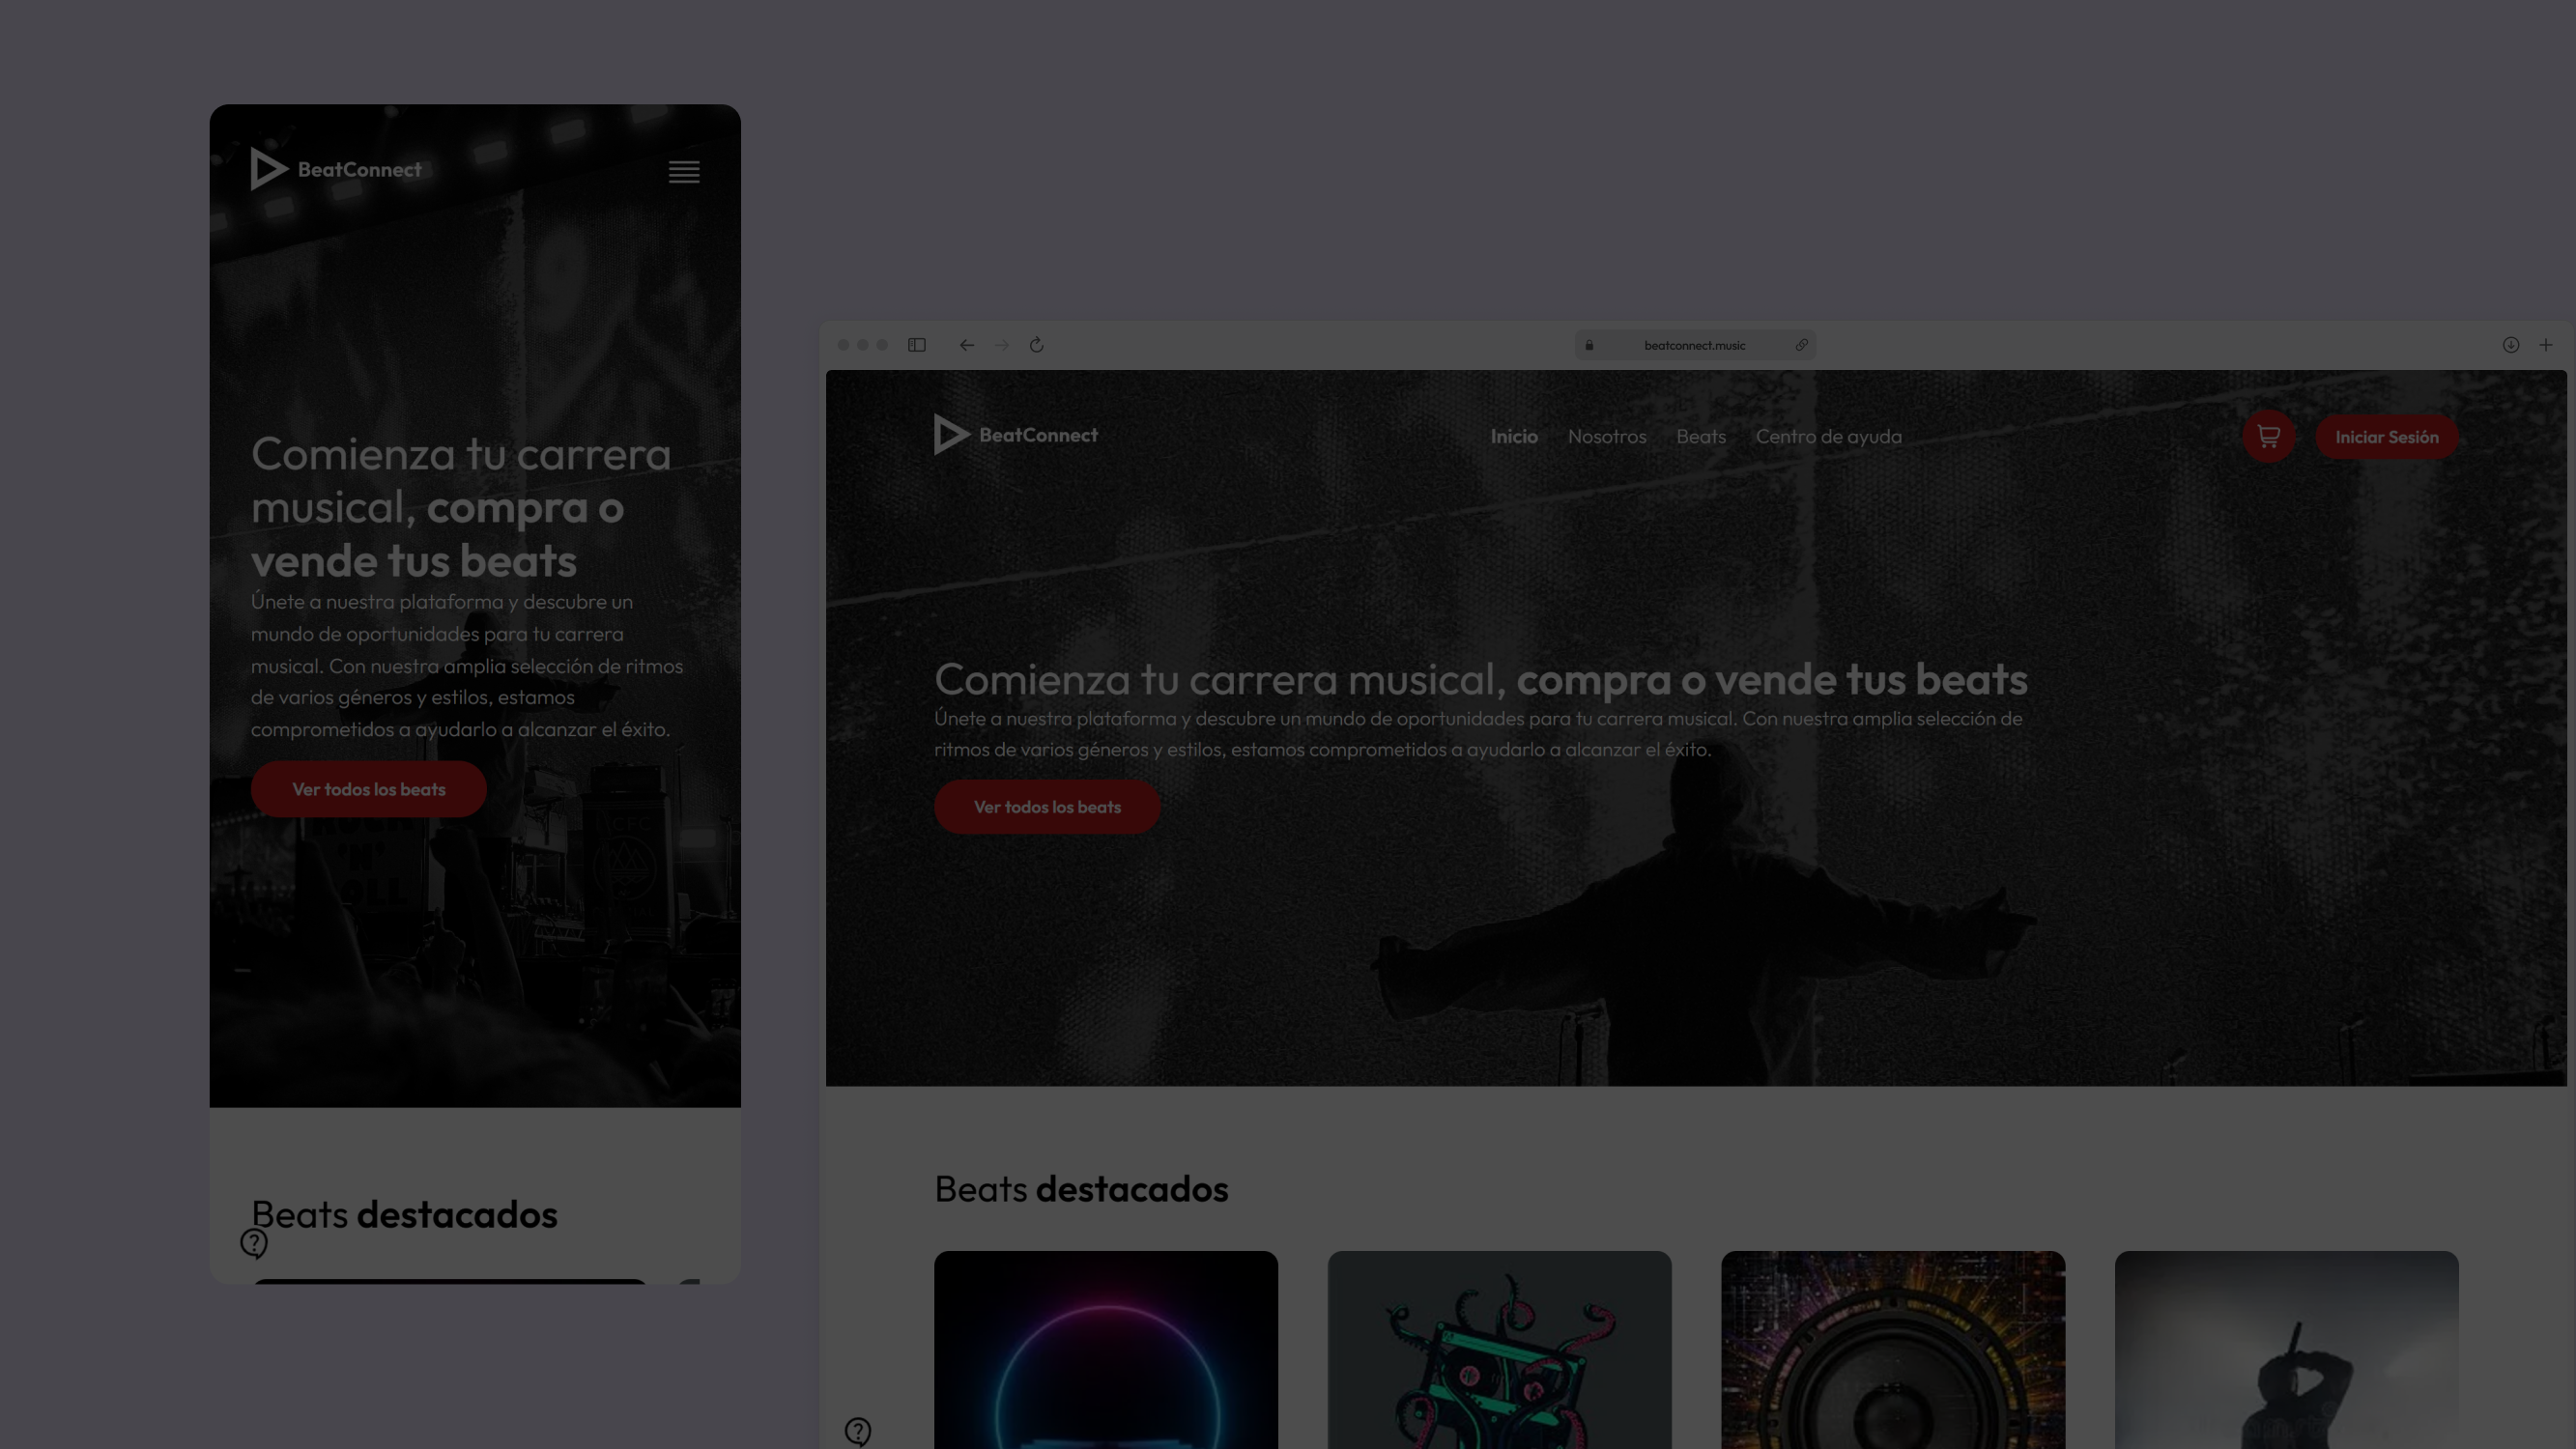 BeatConnect
Comienza tu carrera
musical, compra o
vende tus beats
Únete a nuestra plataforma y descubre un
mundo de oportunidades para tu carrera
musical. Con nuestra amplia selección de ritmos
de varios géneros y estilos, estamos
comprometidos a ayudarlo a alcanzar el éxito.
Ver todos los beats
'N'
CFG
Beats destacados
beatconnect.music
BeatConnect
Inicio Nosotros Beats Centro de ayuda
Iniciar Sesión
Comienza tu carrera musical, compra o vende tus beats
Únete a nuestra plataforma y descubre un mundo de oportunidades para tu carrera musical. Con nuestra amplia selección de
ritmos de varios géneros y estilos, estamos comprometidos a ayudarlo a alcanzar el éxito.
Ver todos los beats
Beats destacados